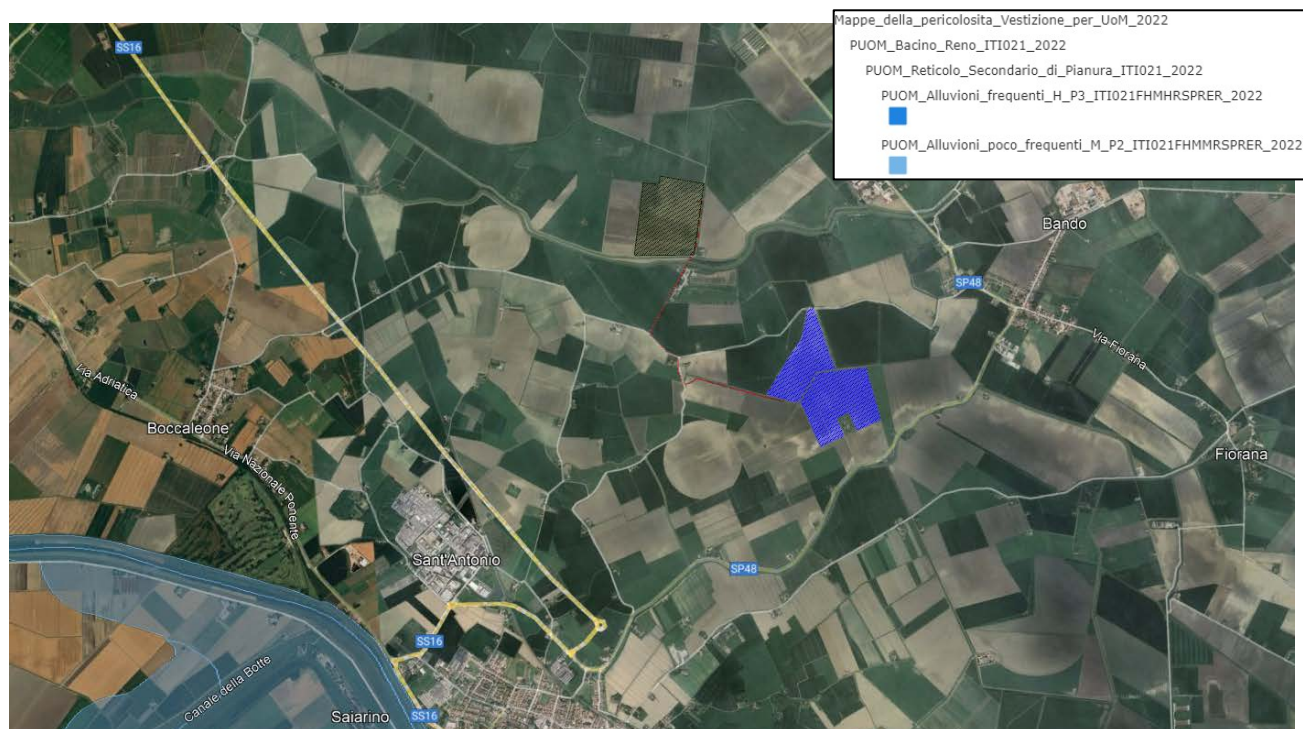 Mappe_della_pericolosita_Vestizione_per_UoM_2022
PUOM_Bacino_Reno_ITI021_2022
PUOM_Reticolo_Secondario_di_Pianura_ITI021_2022
PUOM_Alluvioni_frequenti_H_P3_ITI021FHMHRSPRER_2022
PUOM_Alluvioni_poco_frequenti_M_P2_ITI021FHMMRSPRER_2022
SS16
Bando
SP48
Via Fiorana
Via Adriatica
Boccaleone
Via Nazionale Ponente
Fiorana
Sant'Antonio
SP48
SS16
Canale della Botte
Saiarino
SS16